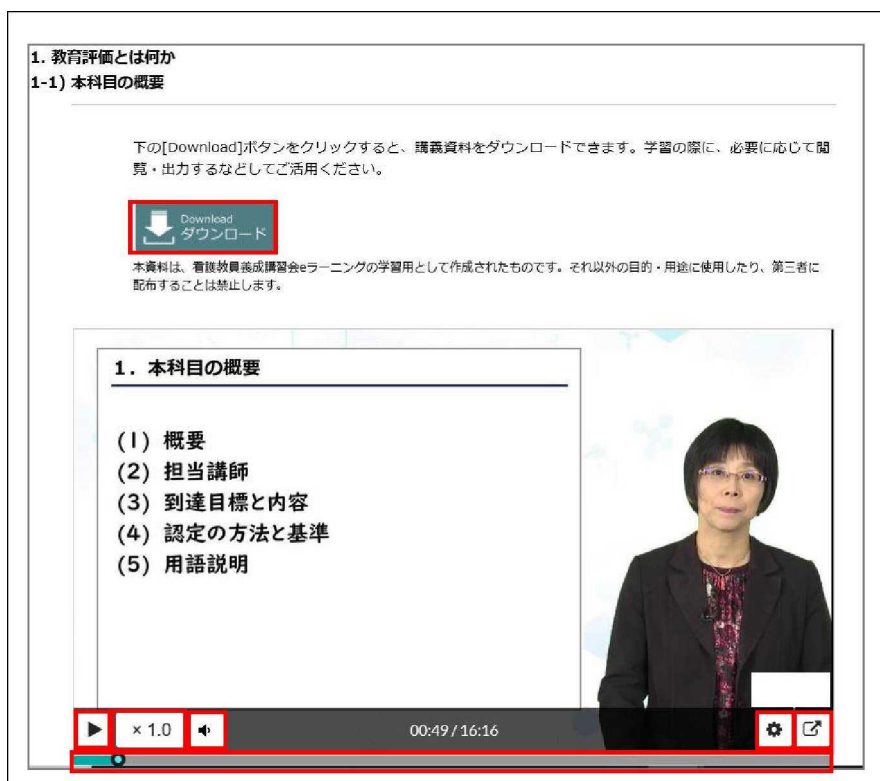 1. 教育評価とは何か
1-1) 本科目の概要
下の[Download]ボタンをクリックすると、講義資料をダウンロードできます。学習の際に、必要に応じて閲
覧・出力するなどしてご活用ください。
Download
ダウンロード
本資料は、看護教員養成講習会eラーニングの学習用として作成されたものです。それ以外の目的・用途に使用したり、第三者に
配布することは禁止します。
1. 本科目の概要
(1) 概要
(2) 担当講師
(3) 到達目標と内容
(4) 認定の方法と基準
(5) 用語説明
× 1.0
00:49 / 16:16